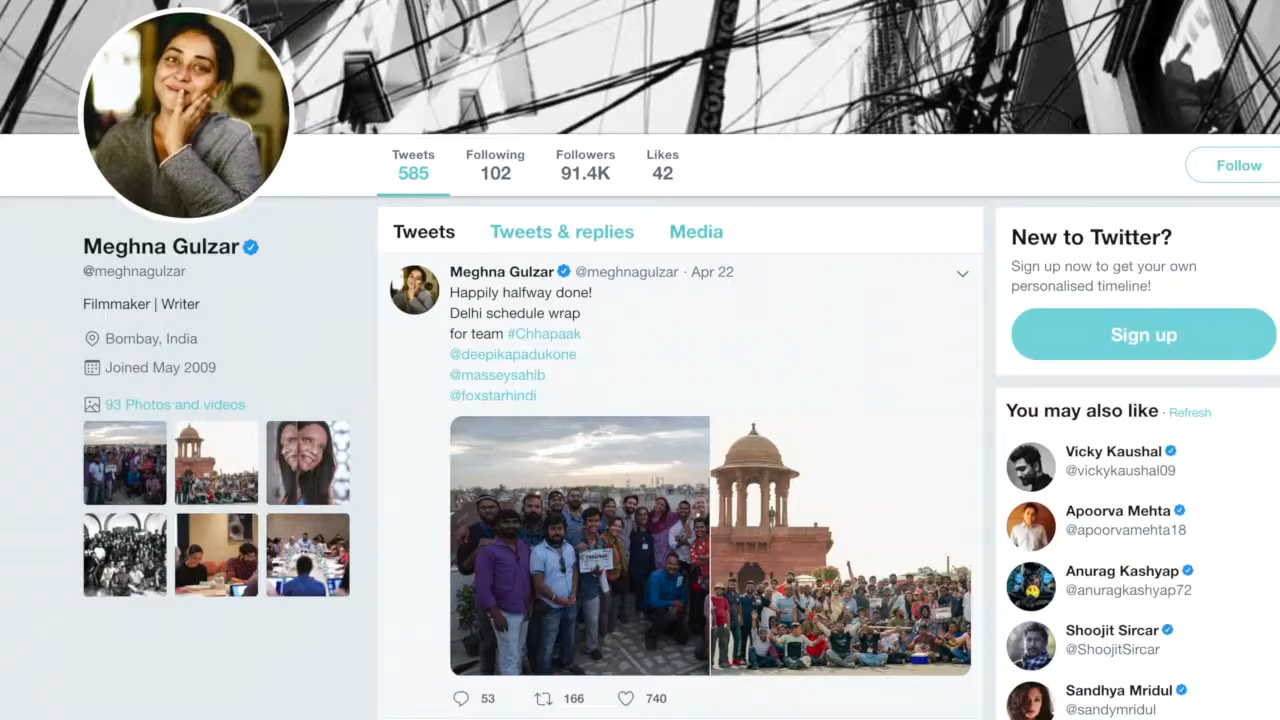 Tweets
585
Following
102
Followers
91.4K
Likes
42
Follow
Meghna Gulzar
@meghnagulzar
Filmmaker | Writer
Bombay, India
Joined May 2009
93 Photos and videos
Tweets
Tweets & replies
Media
Meghna Gulzar @meghnagulzar · Apr 22
Happily halfway done!
Delhi schedule wrap
for team #Chhapaak
@deepikapadukone
@masseysahib
@foxstarhindi
53
166
740
New to Twitter?
Sign up now to get your own
personalised timeline!
Sign up
You may also like · Refresh
Vicky Kaushal
@vickykaushal09
Apoorva Mehta
@apoorvamehta18
Anurag Kashyap
@anuragkashyap72
Shoojit Sircar
@ShoojitSircar
Sandhya Mridul
@sandymridul